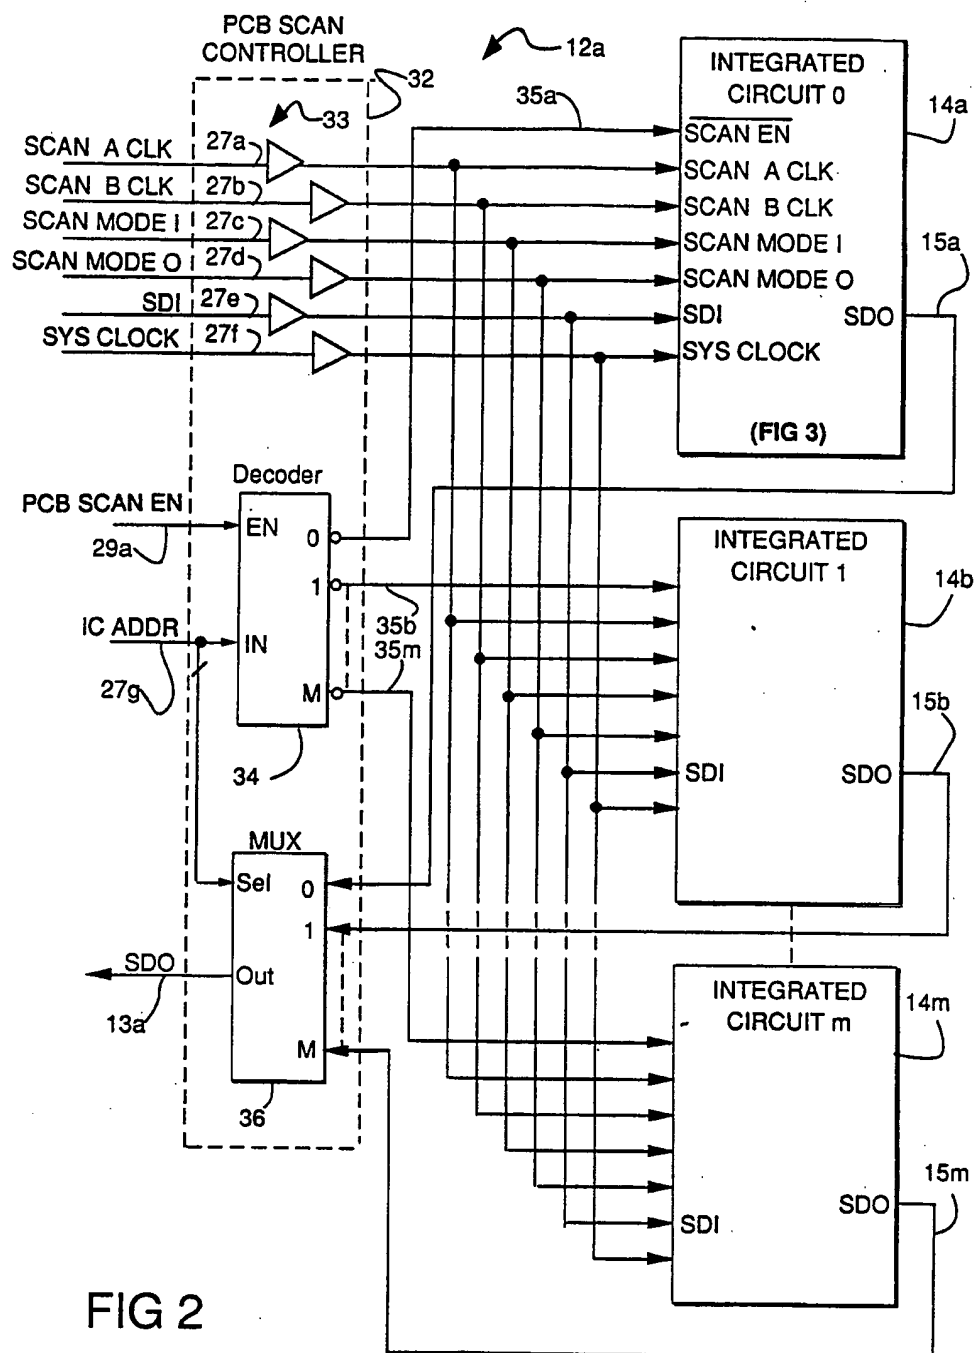 PCB SCAN
CONTROLLER
32
33
12a
35a
SCAN A CLK
27a
SCAN B CLK
27b
SCAN MODE I
27c
SCAN MODE O
27d
SDI
27e
SYS CLOCK
27f
INTEGRATED
CIRCUIT 0
14a
SCAN EN
SCAN A CLK
SCAN B CLK
SCAN MODE I
SCAN MODE O
SDI
SDO
15a
SYS CLOCK
(FIG 3)
Decoder
PCB SCAN EN
29a
EN
0
1
IC ADDR
27g
IN
M
34
35b
35m
INTEGRATED
CIRCUIT 1
14b
SDI
SDO
15b
MUX
Sel
0
1
SDO
13a
Out
M
36
INTEGRATED
CIRCUIT m
14m
SDI
SDO
15m
FIG 2